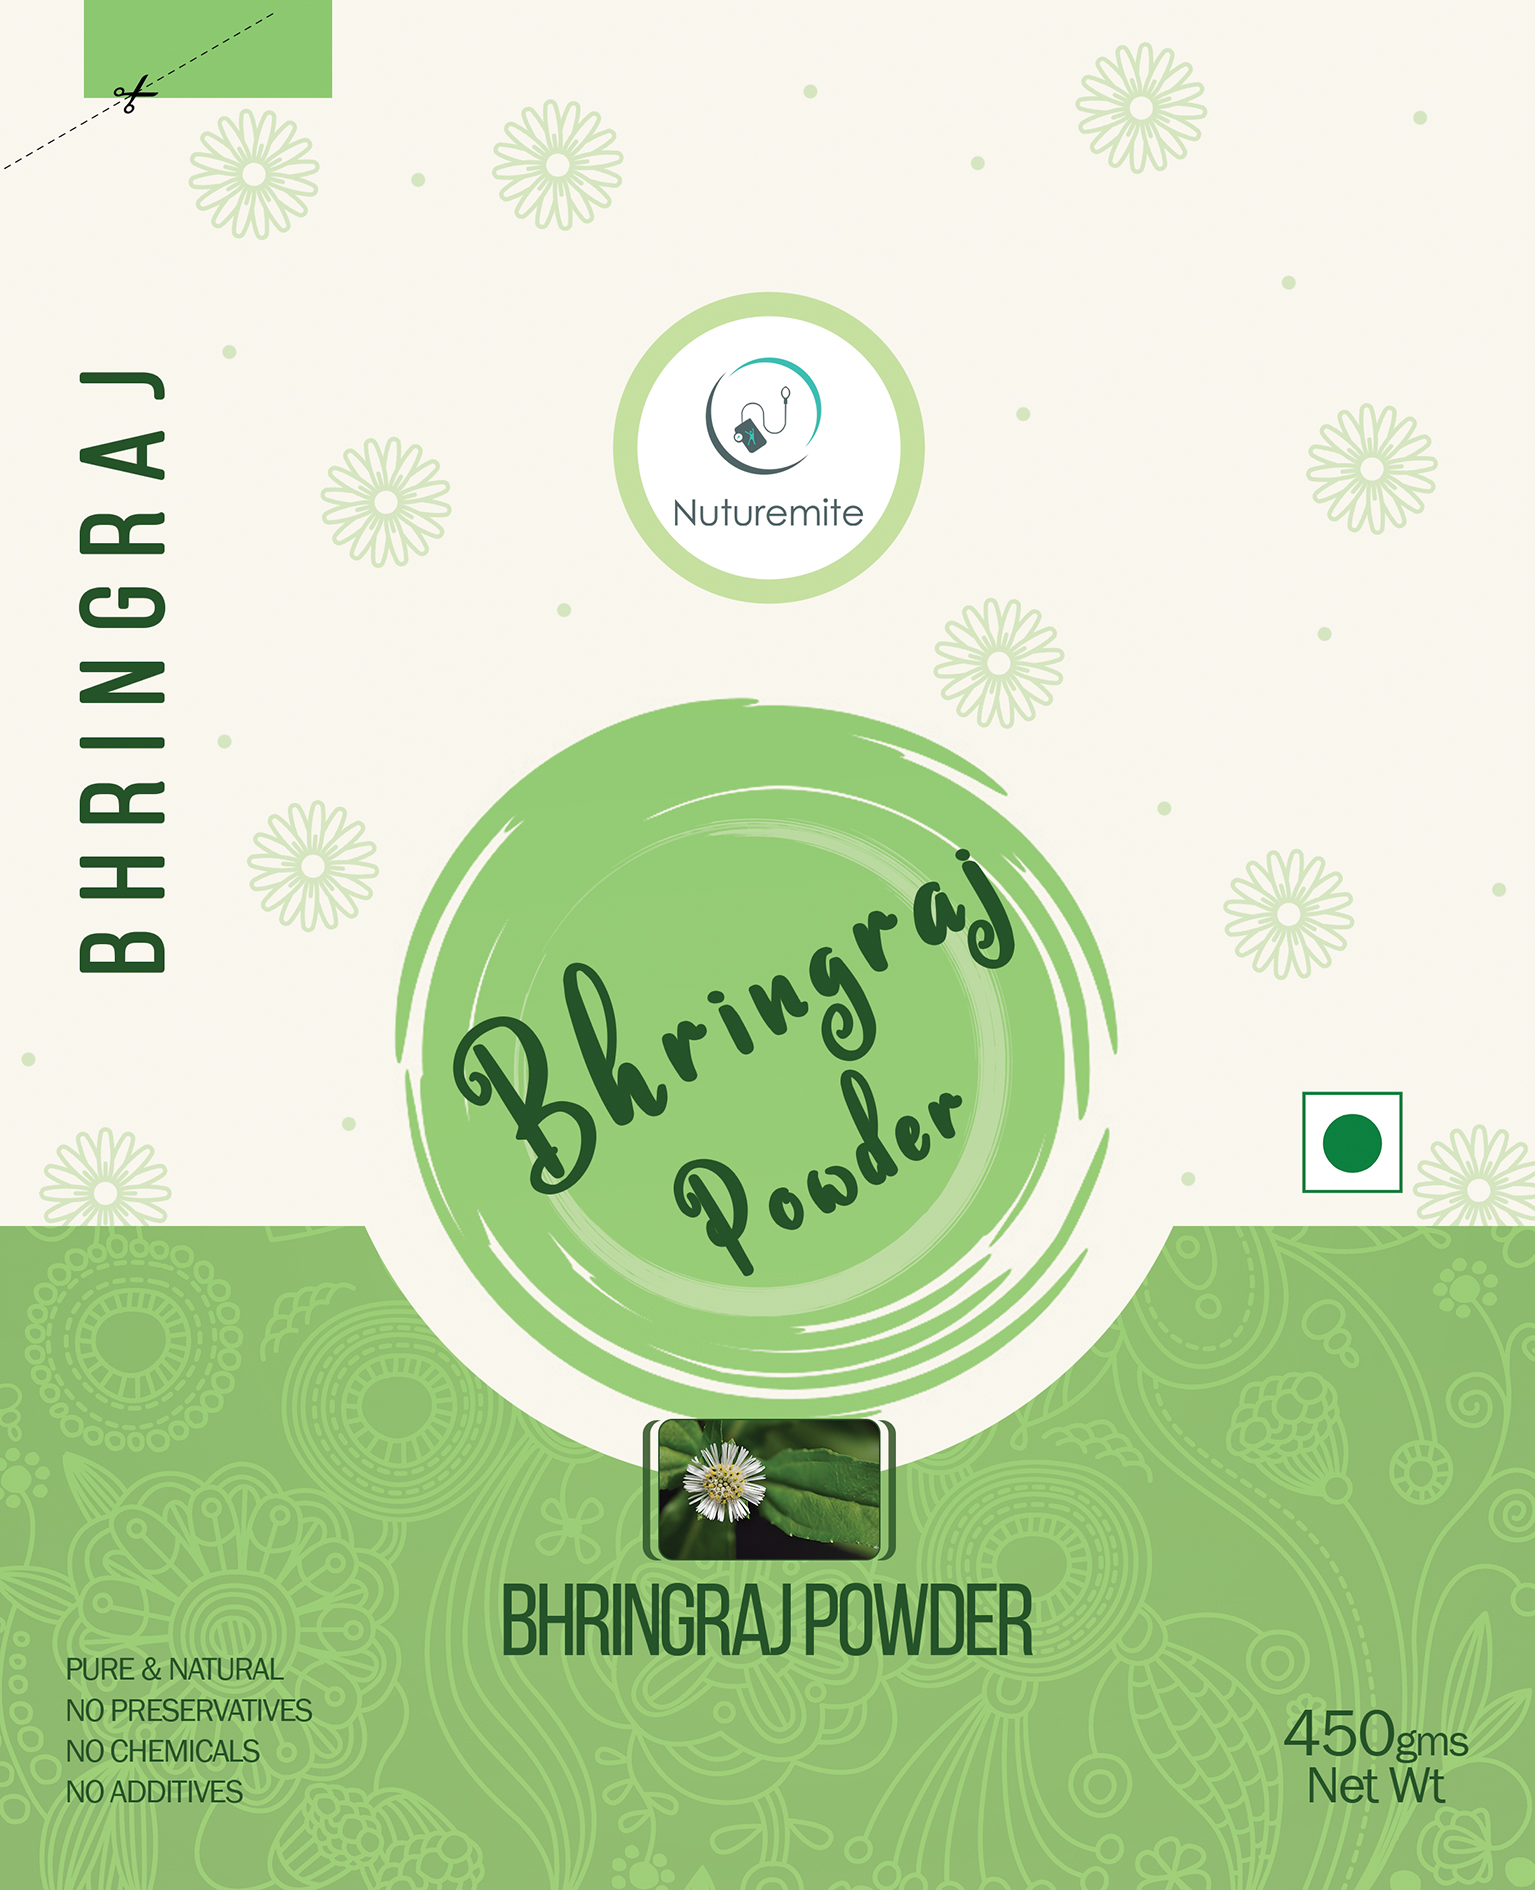 BHRINGRAJ
Nuturemite
Bhringraj
Powder
BHRINGRAJ POWDER
PURE & NATURAL
NO PRESERVATIVES
NO CHEMICALS
NO ADDITIVES
450gms
Net Wt